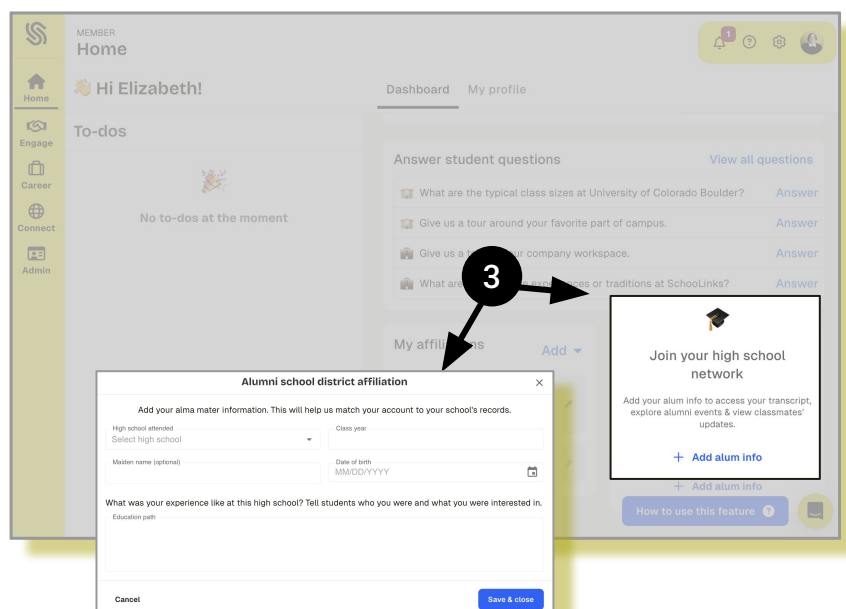 MEMBER
Home
1
Home
Engage
Career
Connect
Admin
Hi Elizabeth!
To-dos
No to-dos at the moment
Dashboard My profile
Answer student questions View all questions
What are the typical class sizes at University of Colorado Boulder? Answer
Give us a tour around your favorite part of campus. Answer
Give us a company workspace. Answer
What are or traditions at SchooLinks? Answer
3
My Add
Join your high school
network
Add your alum info to access your transcript,
explore alumni events & view classmates'
updates.
+ Add alum info
+ Add alum info
How to use this feature ?
Alumni school district affiliation ×
Add your alma mater information. This will help us match your account to your school's records.
High school attended
Select high school
Class year
Maiden name (optional)
Date of birth
MM/DD/YYYY
What was your experience like at this high school? Tell students who you were and what you were interested in.
Education path
Cancel Save & close